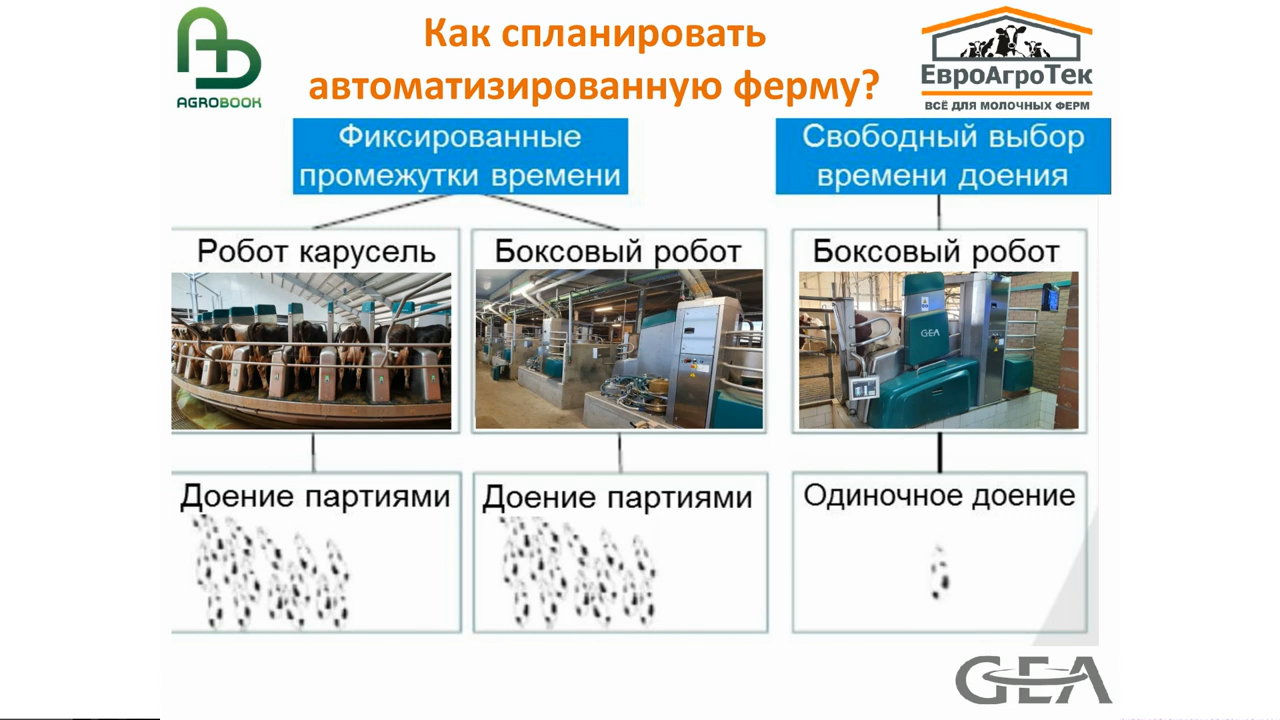 AGROBOOK
Как спланировать
автоматизированную ферму?
ЕвроАгроТек
ВСЁ ДЛЯ МОЛОЧНЫХ ФЕРМ
Фиксированные
промежутки времени
Свободный выбор
времени доения
Робот карусель
Боксовый робот
Боксовый робот
GEA
Доение партиями
Доение партиями
Одиночное доение
GEA